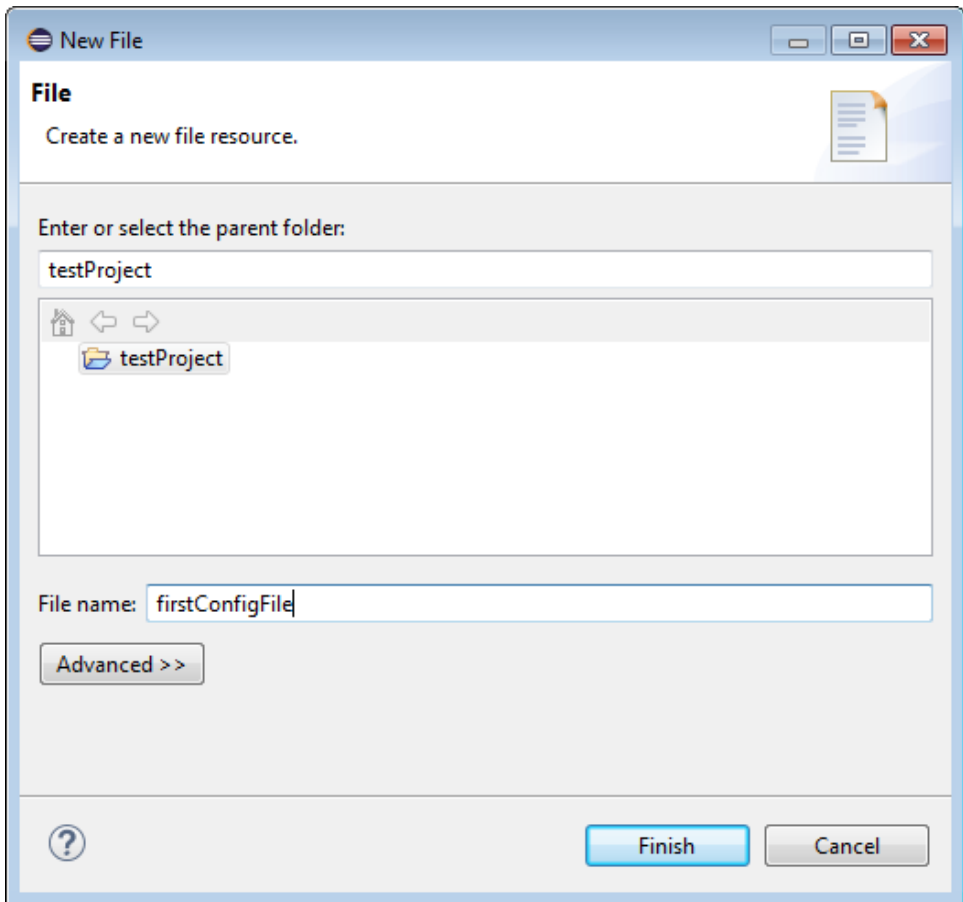 New File
File
Create a new file resource.
Enter or select the parent folder:
testProject
testProject
File name: firstConfigFile
Advanced >>
? Finish Cancel